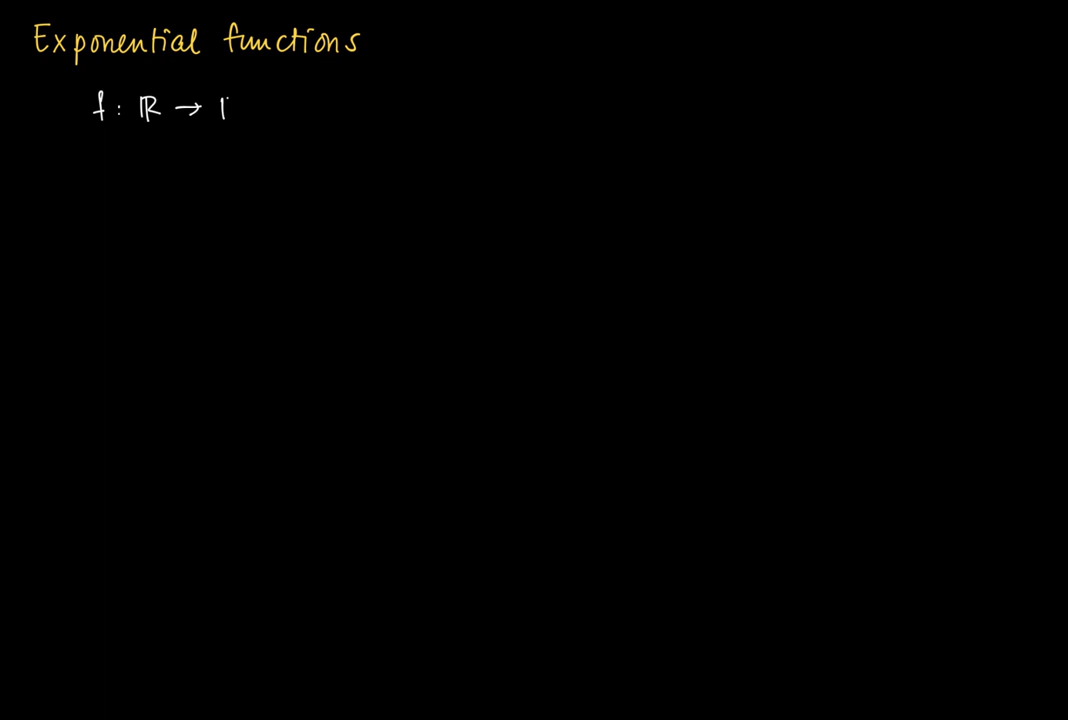 Exponential functions
f : ℝ →